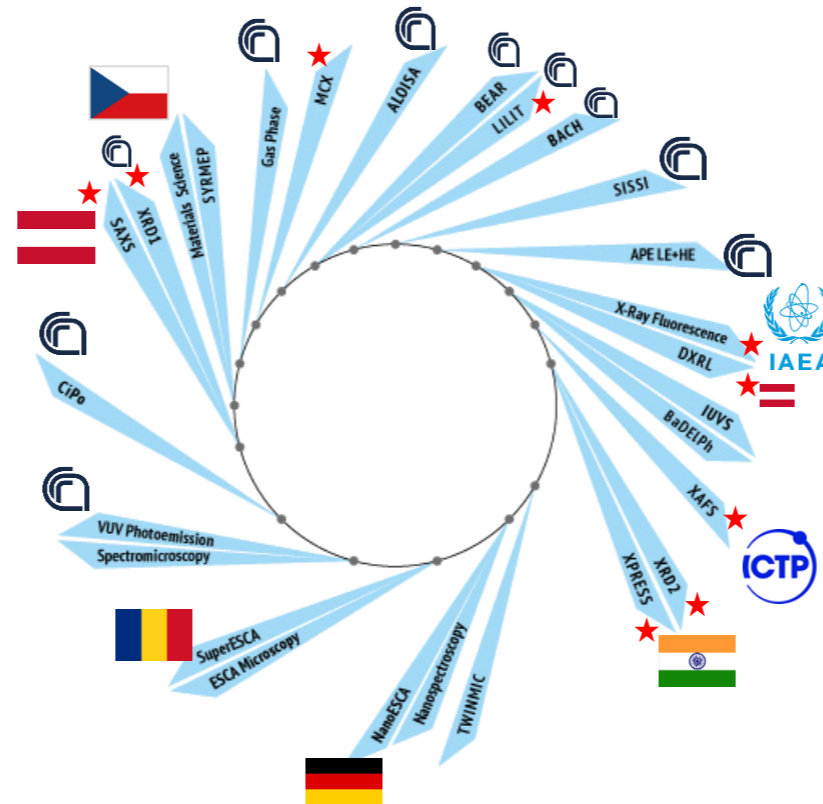 Gas Phase
MCX
ALOISA
BEAR
LILIT
BACH
SISSI
APE LE+HE
X-Ray Fluorescence
DXRL
IAEA
IUVS
BaDElPh
XAFS
ICTP
XRD2
XPRESS
TWINMIC
Nanospectroscopy
NanoESCA
ESCA Microscopy
SuperESCA
Spectromicroscopy
VUV Photoemission
CiPo
SAXS
XRD1
Materials Science
SYRMEP